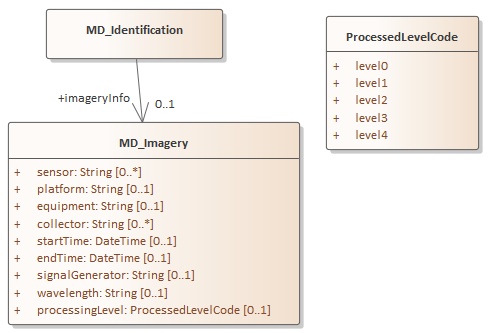 MD_Identification
+imageryInfo
0..1
MD_Imagery
+ sensor: String [0..*]
+ platform: String [0..1]
+ equipment: String [0..1]
+ collector: String [0..*]
+ startTime: DateTime [0..1]
+ endTime: DateTime [0..1]
+ signalGenerator: String [0..1]
+ wavelength: String [0..1]
+ processingLevel: ProcessedLevelCode [0..1]
ProcessedLevelCode
+ level0
+ level1
+ level2
+ level3
+ level4